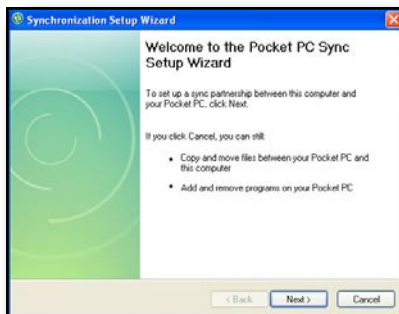 Synchronization Setup Wizard
Welcome to the Pocket PC Sync
Setup Wizard
To set up a sync partnership between this computer and
your Pocket PC, click Next.
If you click Cancel, you can still:
• Copy and move files between your Pocket PC and
this computer
• Add and remove programs on your Pocket PC
< Back Next > Cancel